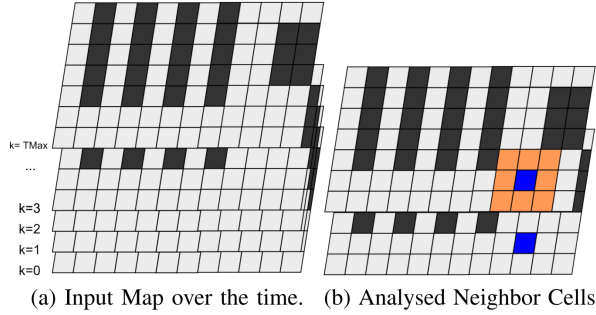 k= TMax
...
k=3
k=2
k=1
k=0
(a) Input Map over the time. (b) Analysed Neighbor Cells